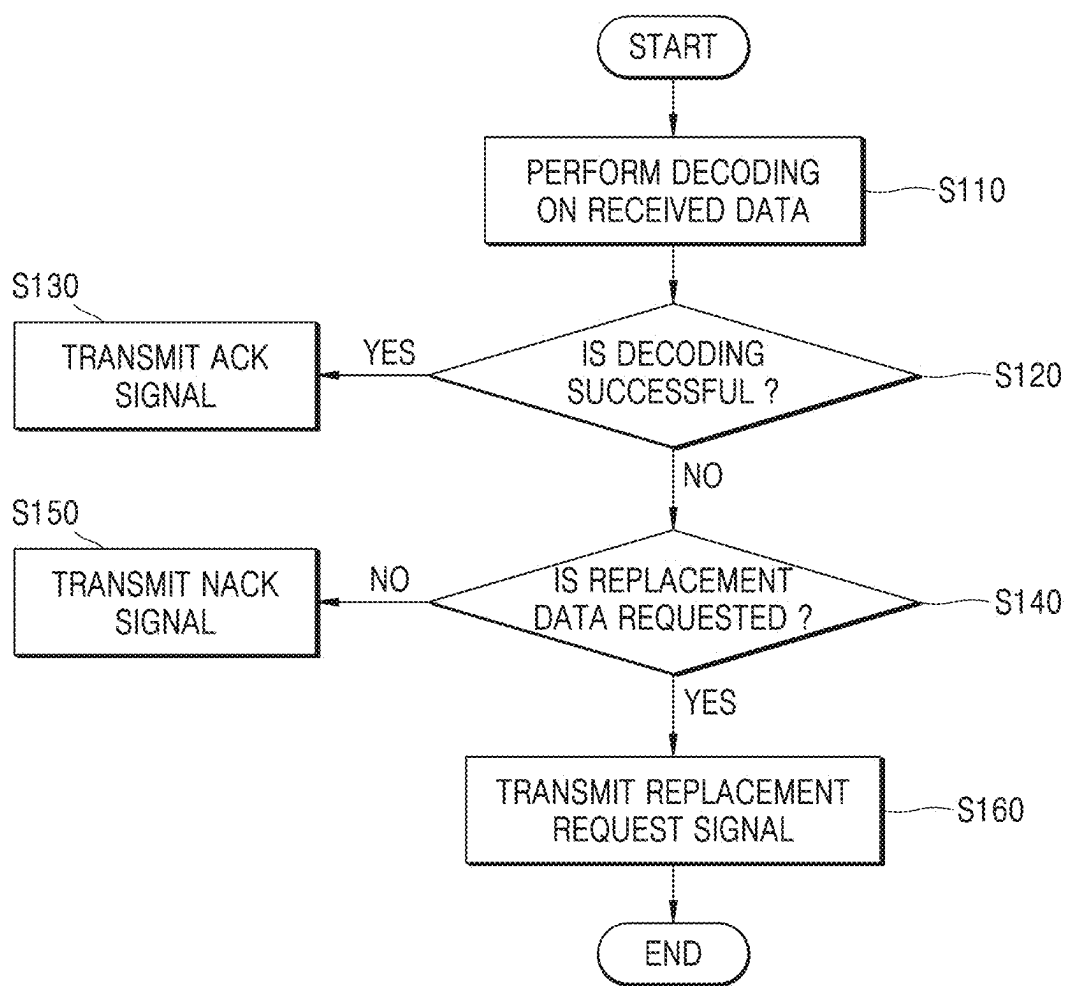 START
PERFORM DECODING
ON RECEIVED DATA
S110
S130
TRANSMIT ACK
SIGNAL
YES
IS DECODING
SUCCESSFUL ?
S120
NO
S150
TRANSMIT NACK
SIGNAL
NO
IS REPLACEMENT
DATA REQUESTED ?
S140
YES
TRANSMIT REPLACEMENT
REQUEST SIGNAL
S160
END